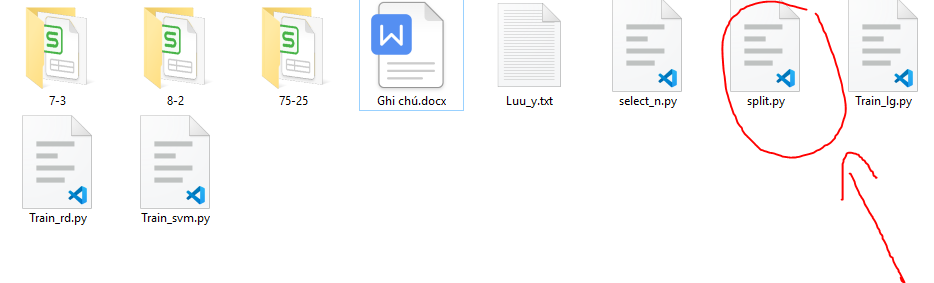 7-3
8-2
75-25
Ghi chú.docx
Luu_y.txt
select_n.py
split.py
Train_lg.py
Train_rd.py
Train_svm.py